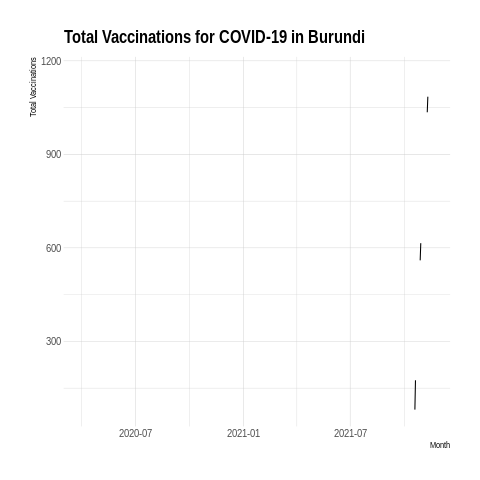 Total Vaccinations for COVID-19 in Burundi
Total Vaccinations
1200
900
600
300
2020-07 2021-01 2021-07
Month